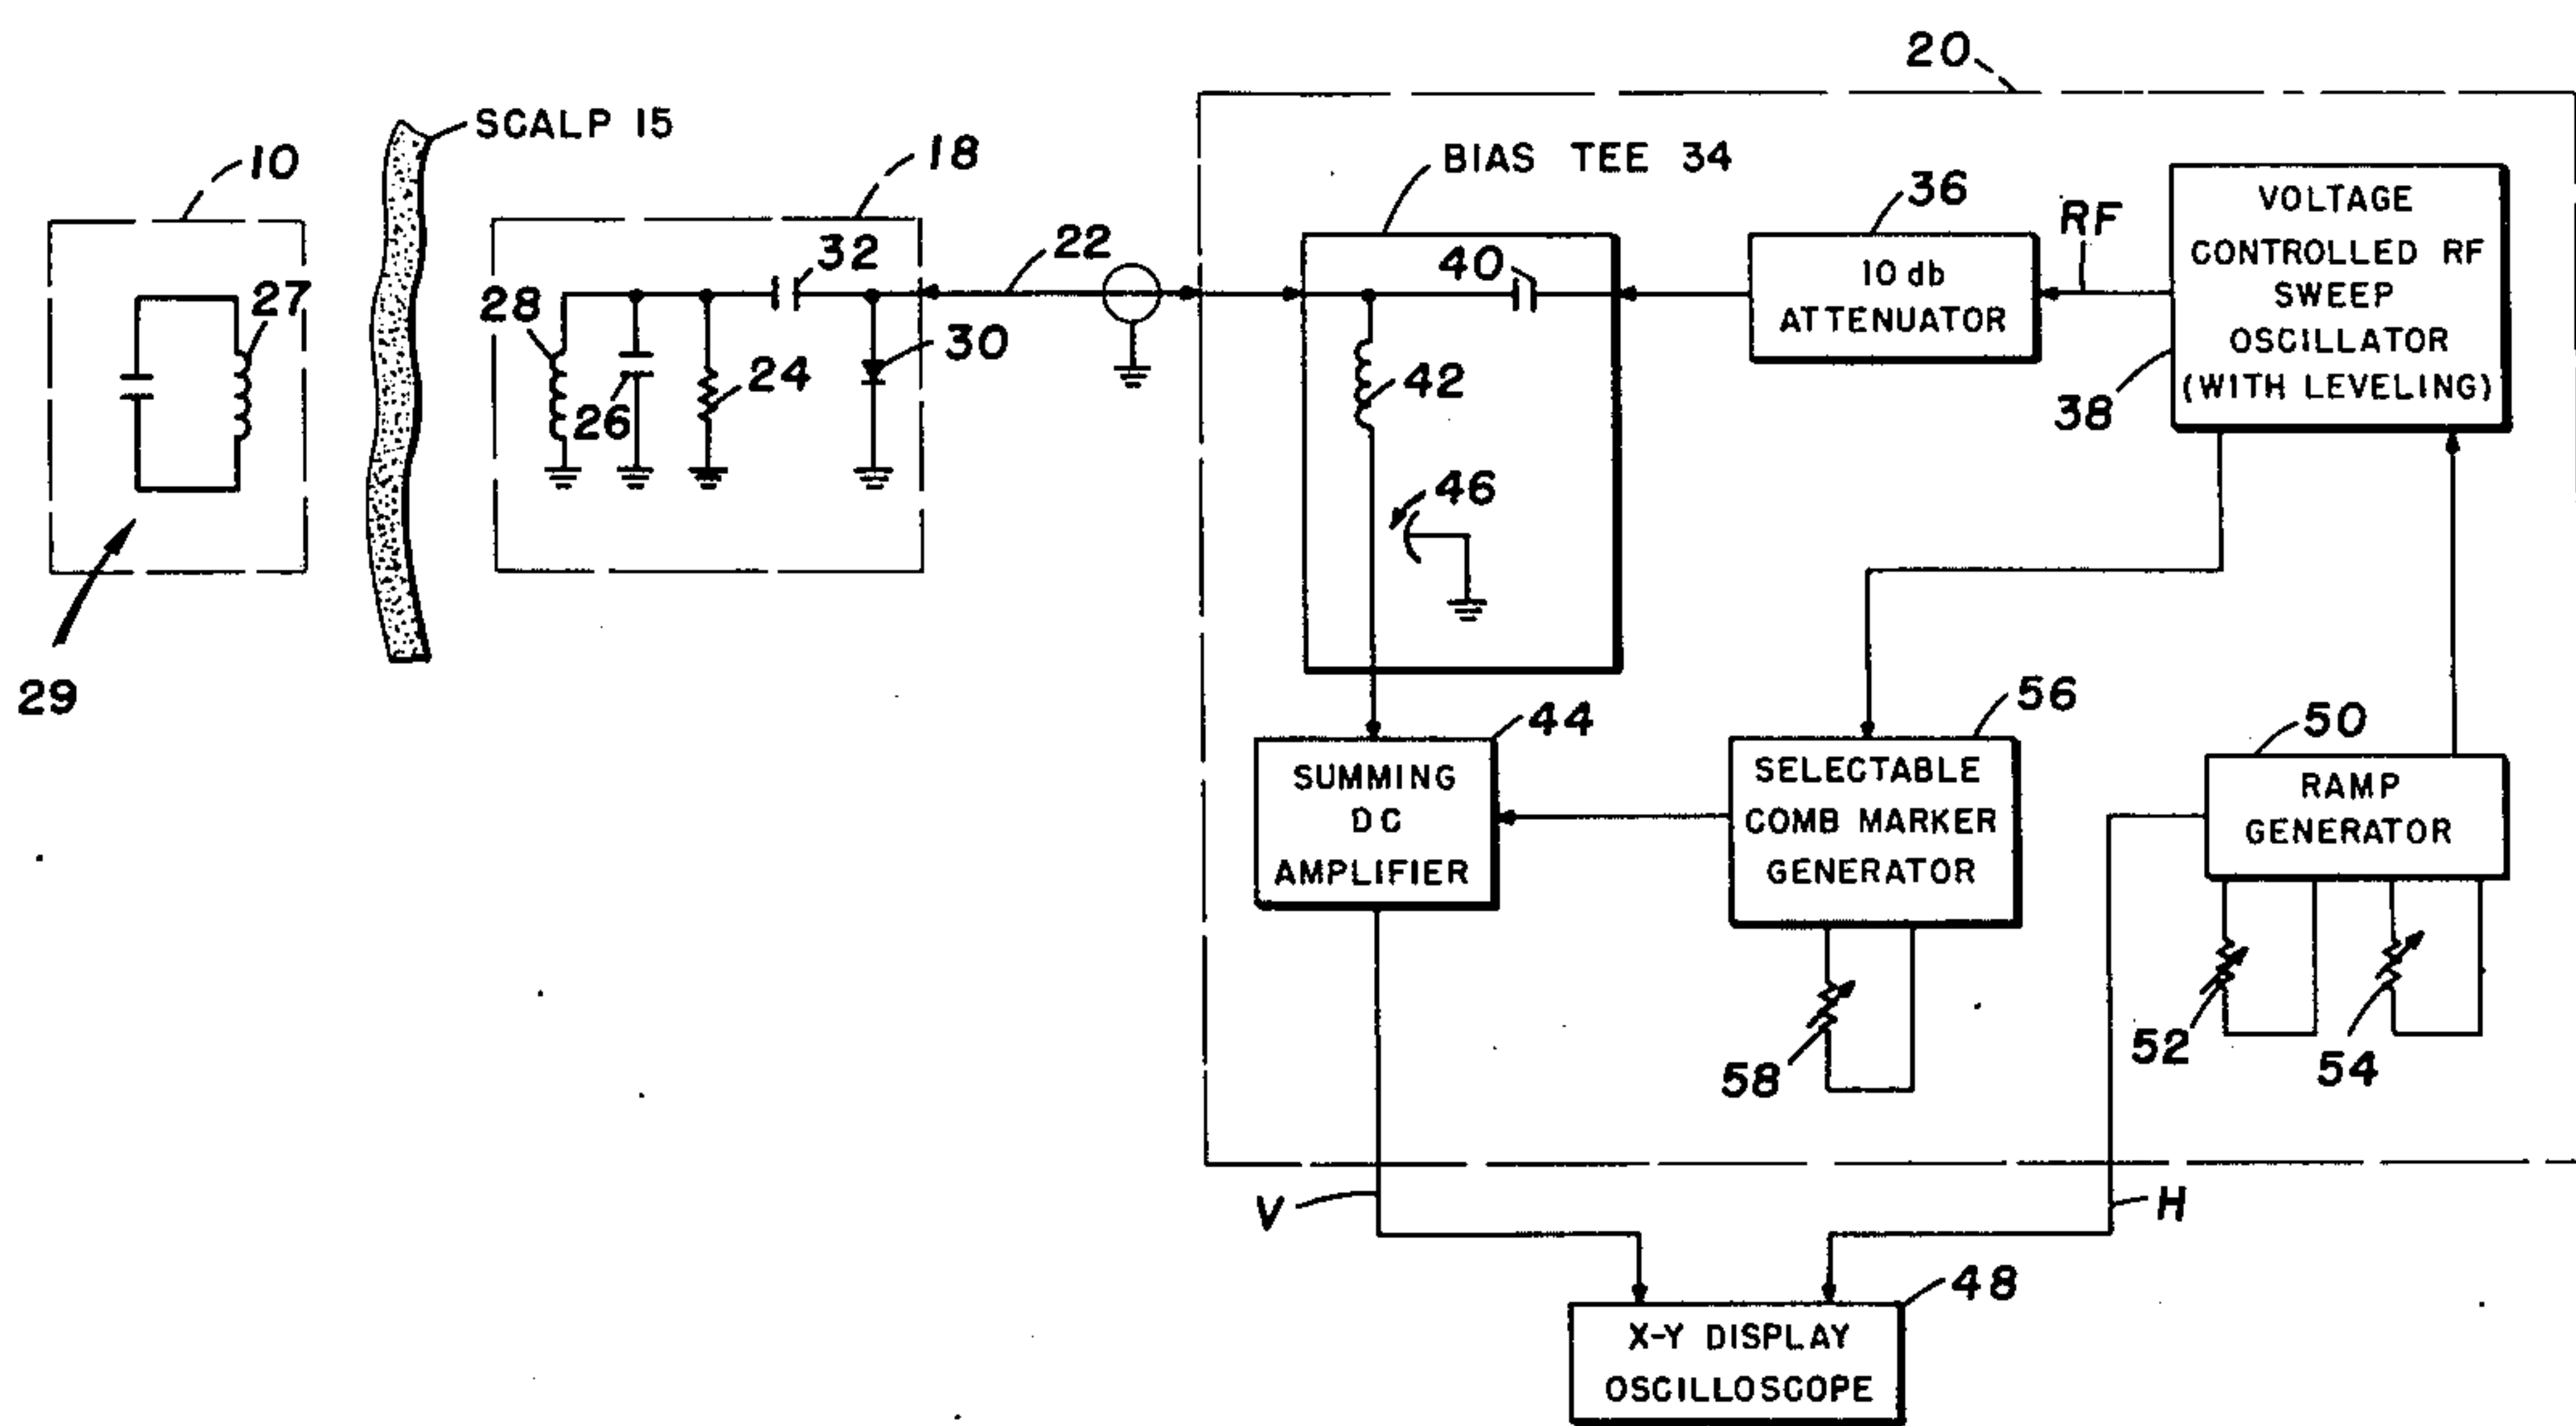 20
SCALP 15
10
18
BIAS TEE 34
36
RF
VOLTAGE
CONTROLLED RF
SWEEP
OSCILLATOR
(WITH LEVELING)
38
10 db
ATTENUATOR
40
22
32
27
28
30
24
26
42
46
29
44
56
50
SUMMING
DC
AMPLIFIER
SELECTABLE
COMB MARKER
GENERATOR
RAMP
GENERATOR
52
54
58
V
H
48
X-Y DISPLAY
OSCILLOSCOPE